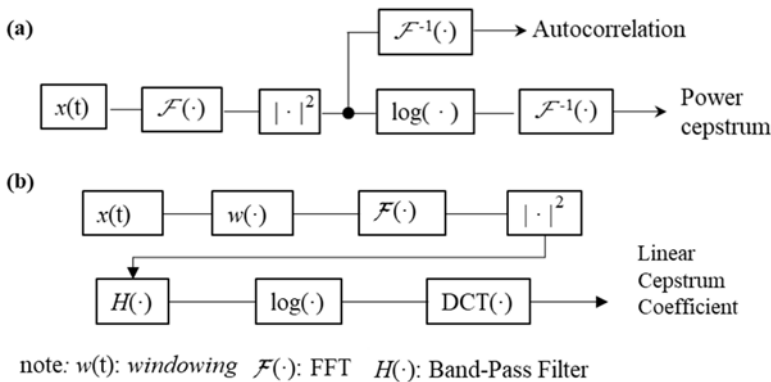 (a)
ℱ⁻¹(·) Autocorrelation
x(t) ℱ(·) | · |² log( · ) ℱ⁻¹(·) Power
cepstrum
(b)
x(t) w(·) ℱ(·) | · |²
Linear
Cepstrum
Coefficient
H(·) log(·) DCT(·)
note: w(t): windowing ℱ(·): FFT H(·): Band-Pass Filter